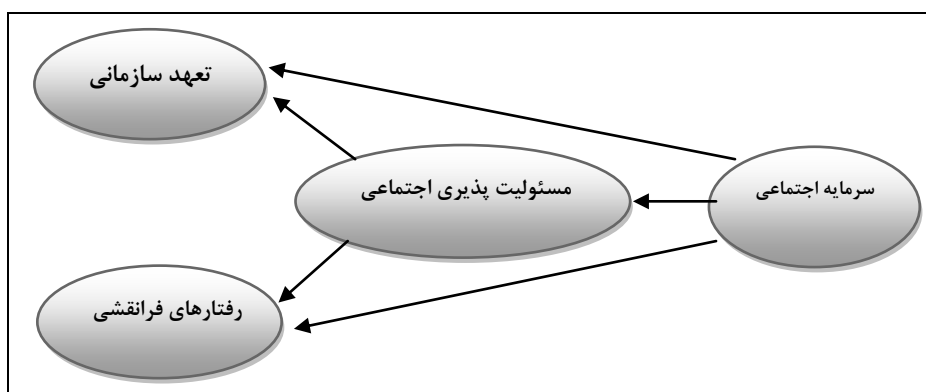 تعهد سازمانی
مسئولیت پذیری اجتماعی
سرمایه اجتماعی
رفتارهای فرانقشی